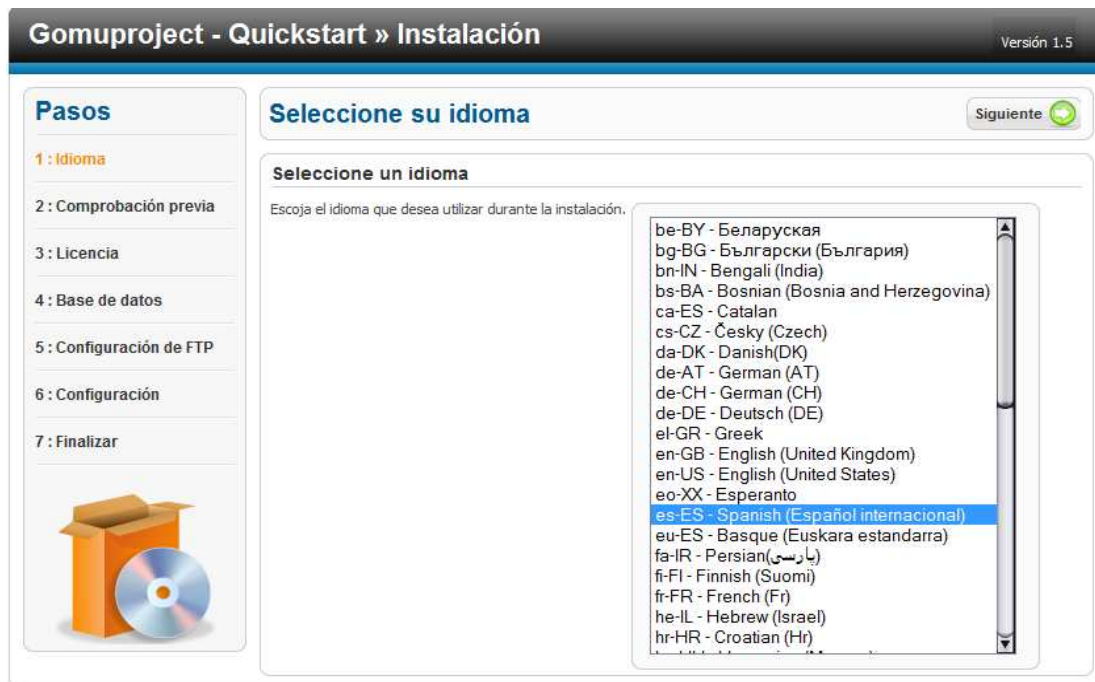 Gomuproject - Quickstart » Instalación
Versión 1.5
Pasos
1 : Idioma
2 : Comprobación previa
3 : Licencia
4 : Base de datos
5 : Configuración de FTP
6 : Configuración
7 : Finalizar
Seleccione su idioma
Siguiente
Seleccione un idioma
Escoja el idioma que desea utilizar durante la instalación.
be-BY - Беларуская
bg-BG - Български (България)
bn-IN - Bengali (India)
bs-BA - Bosnian (Bosnia and Herzegovina)
ca-ES - Catalan
cs-CZ - Česky (Czech)
da-DK - Danish(DK)
de-AT - German (AT)
de-CH - German (CH)
de-DE - Deutsch (DE)
el-GR - Greek
en-GB - English (United Kingdom)
en-US - English (United States)
eo-XX - Esperanto
es-ES - Spanish (Español internacional)
eu-ES - Basque (Euskara estandarra)
fa-IR - Persian(پارسی)
fi-FI - Finnish (Suomi)
fr-FR - French (Fr)
he-IL - Hebrew (Israel)
hr-HR - Croatian (Hr)